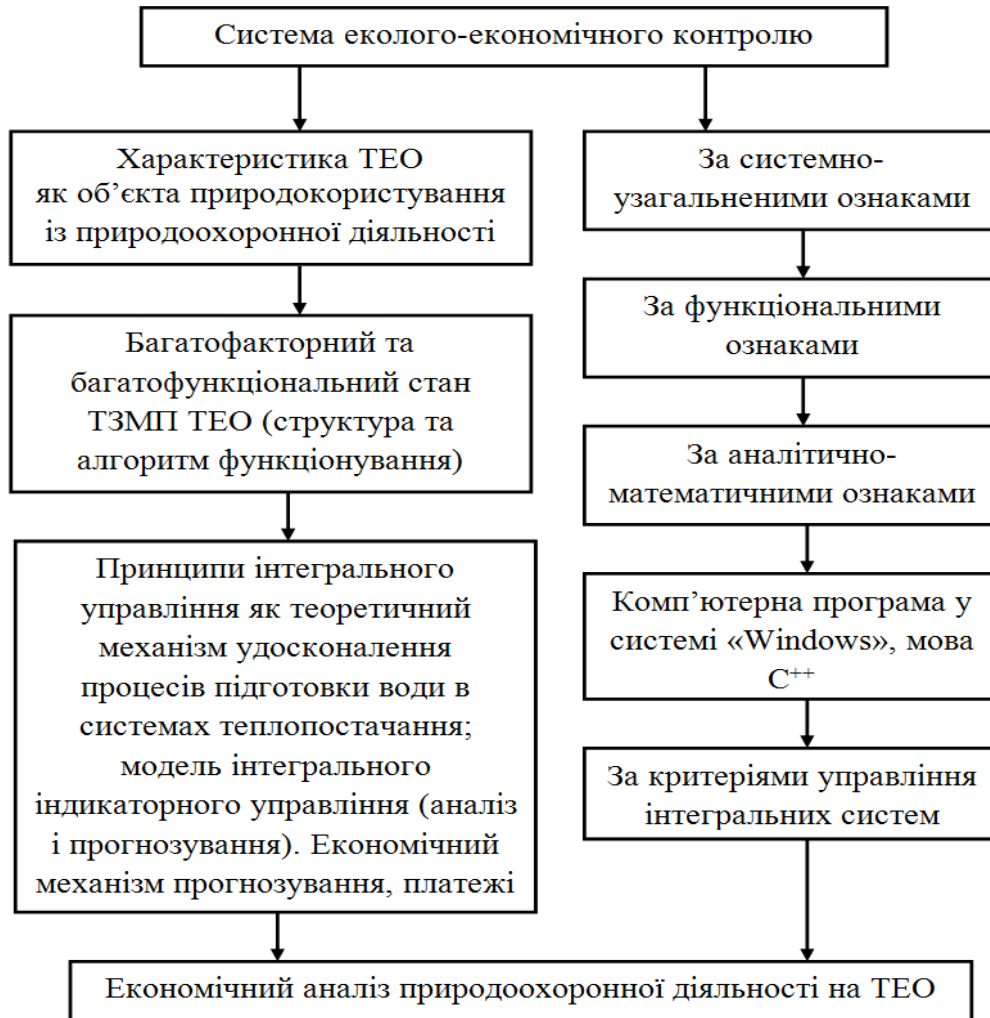 Система еколого-економічного контролю
Характеристика ТЕО
як об’єкта природокористування
із природоохоронної діяльності
Багатофакторний та
багатофункціональний стан
ТЗМП ТЕО (структура та
алгоритм функціонування)
Принципи інтегрального
управління як теоретичний
механізм удосконалення
процесів підготовки води в
системах теплопостачання;
модель інтегрального
індикаторного управління (аналіз
і прогнозування). Економічний
механізм прогнозування, платежі
За системно-
узагальненими ознаками
За функціональними
ознаками
За аналітично-
математичними ознаками
Комп’ютерна програма у
системі «Windows», мова
C⁺⁺
За критеріями управління
інтегральних систем
Економічний аналіз природоохоронної діяльності на ТЕО